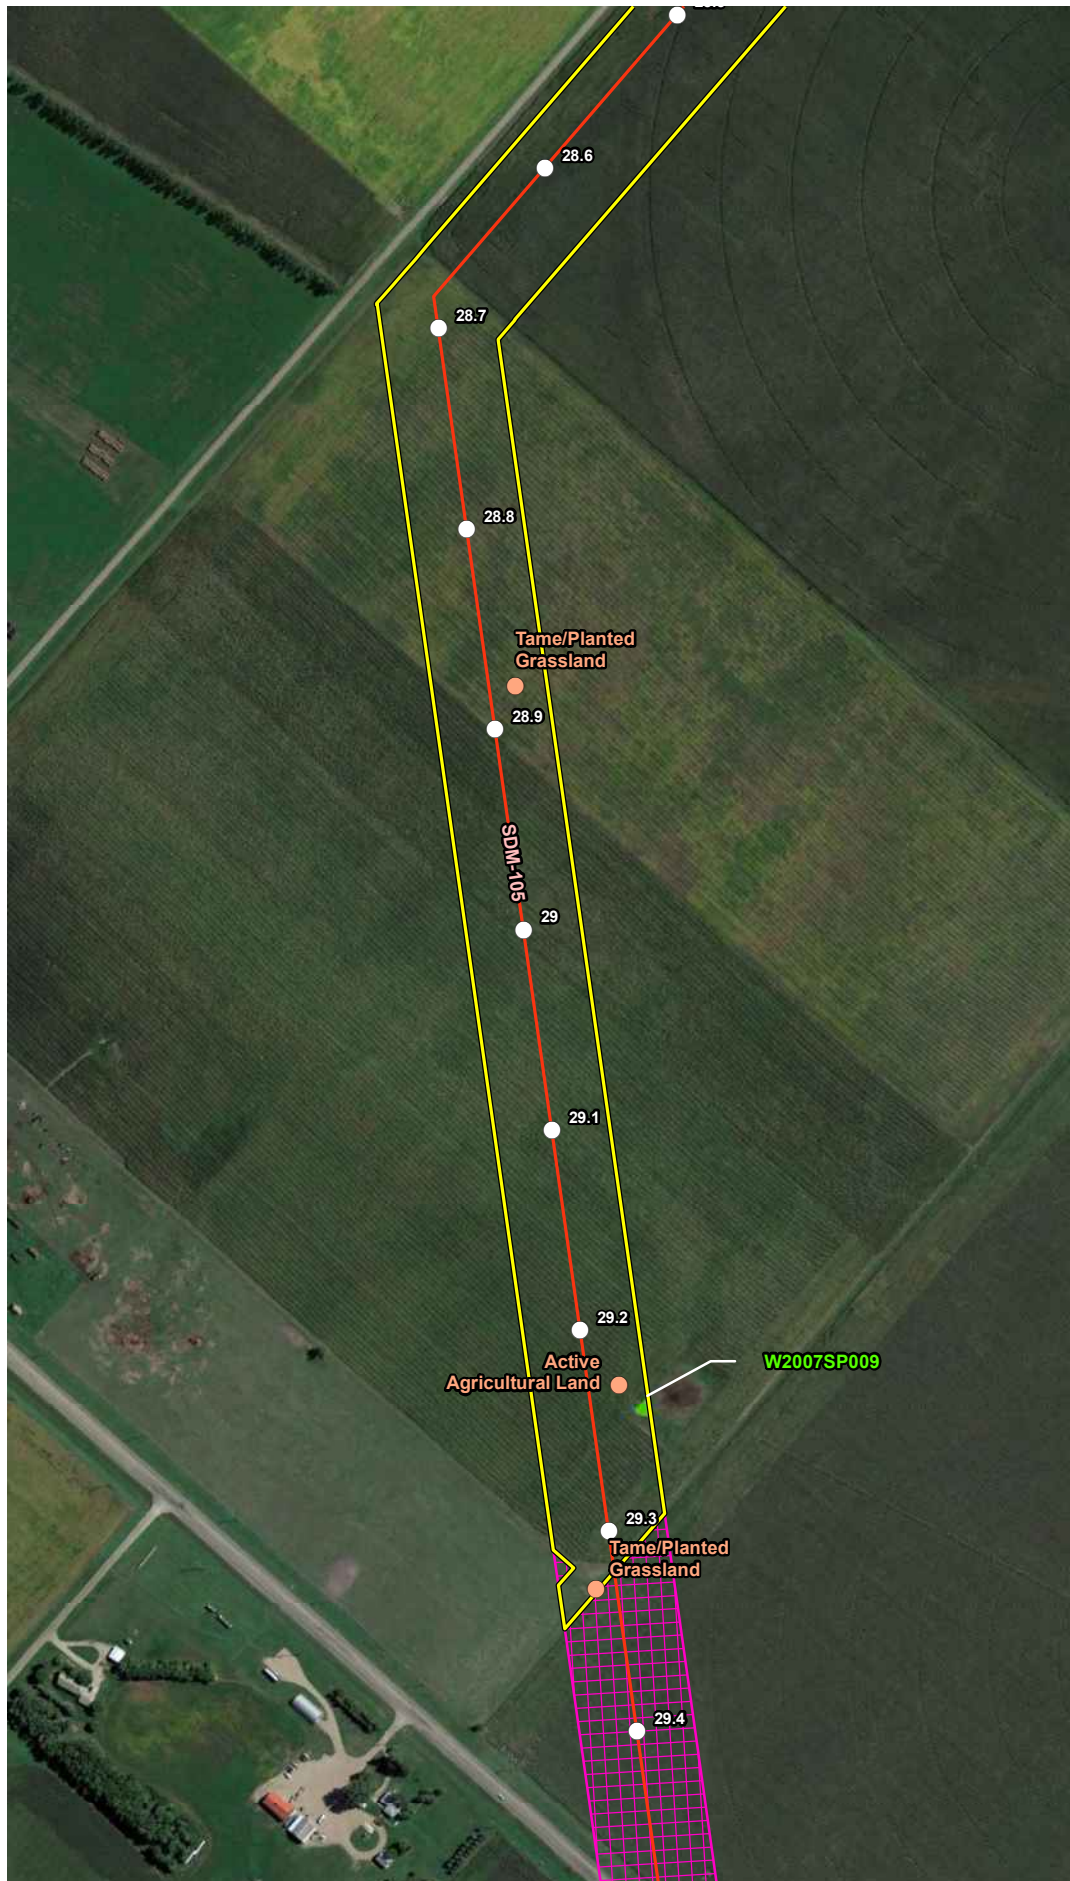 28.6
28.7
28.8
Tame/Planted
Grassland
28.9
SDM-105
29
29.1
29.2
Active
Agricultural Land
W2007SP009
29.3
Tame/Planted
Grassland
29.4